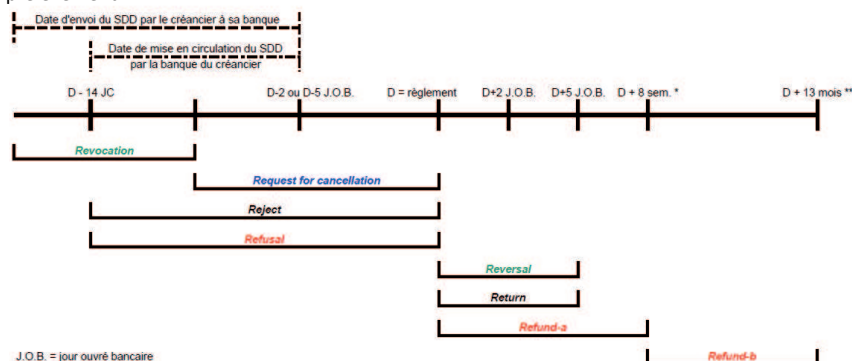 Date d'envoi du SDD par le créancier à sa banque
Date de mise en circulation du SDD
par la banque du créancier
D - 14 JC D-2 ou D-5 J.O.B. D = règlement D+2 J.O.B. D+5 J.O.B. D + 8 sem. * D + 13 mois **
Revocation
Request for cancellation
Reject
Refusal
Reversal
Return
Refund-a
J.O.B. = jour ouvré bancaire Refund-b